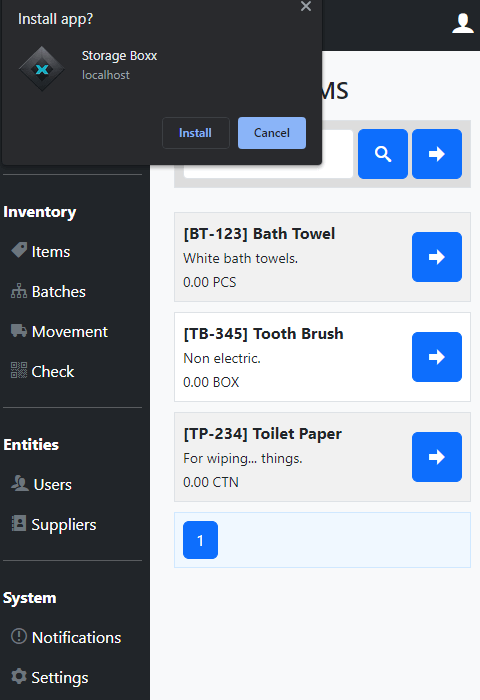 Install app?
Storage Boxx
localhost
Install
Cancel
MS
Inventory
Items
Batches
Movement
Check
Entities
Users
Suppliers
System
Notifications
Settings
[BT-123] Bath Towel
White bath towels.
0.00 PCS
[TB-345] Tooth Brush
Non electric.
0.00 BOX
[TP-234] Toilet Paper
For wiping... things.
0.00 CTN
1